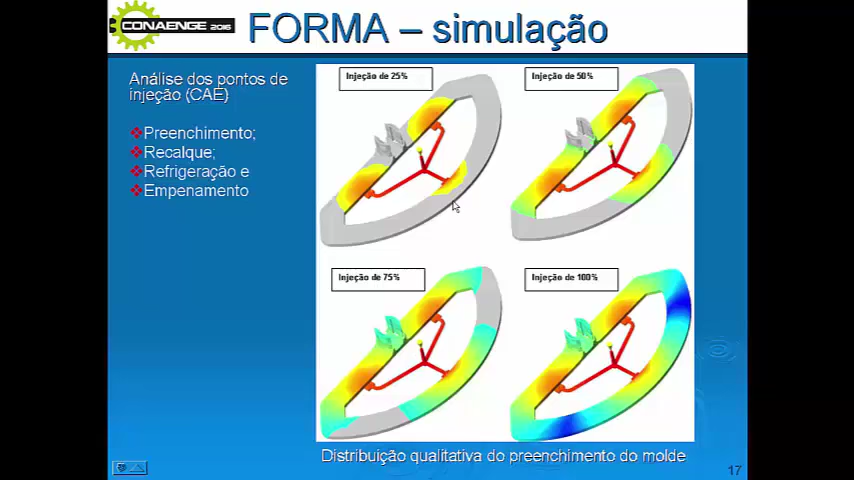 CONAENGE 2016
FORMA – simulação
Análise dos pontos de
injeção (CAE)
Preenchimento;
Recalque;
Refrigeração e
Empenamento
Injeção de 25%
Injeção de 50%
Injeção de 75%
Injeção de 100%
Distribuição qualitativa do preenchimento do molde
17